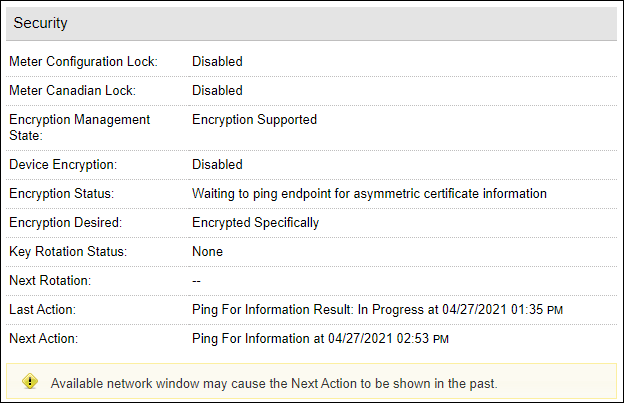 Security
Meter Configuration Lock: Disabled
Meter Canadian Lock: Disabled
Encryption Management Encryption Supported
State:
Device Encryption: Disabled
Encryption Status: Waiting to ping endpoint for asymmetric certificate information
Encryption Desired: Encrypted Specifically
Key Rotation Status: None
Next Rotation: --
Last Action: Ping For Information Result: In Progress at 04/27/2021 01:35 PM
Next Action: Ping For Information at 04/27/2021 02:53 PM
Available network window may cause the Next Action to be shown in the past.